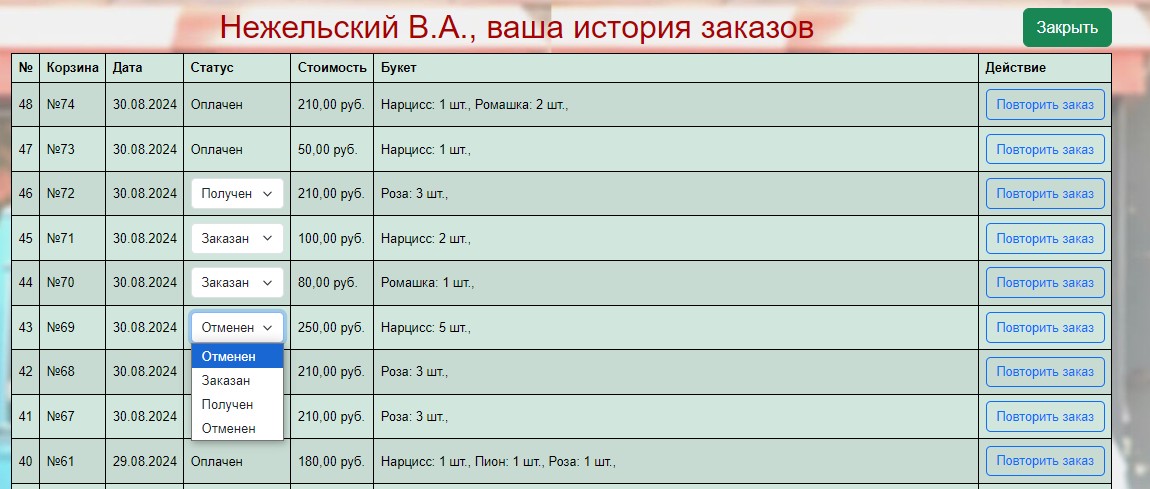 Нежельский В.А., ваша история заказов
Закрыть
№ Корзина Дата Статус Стоимость Букет Действие
48 №74 30.08.2024 Оплачен 210,00 руб. Нарцисс: 1 шт., Ромашка: 2 шт., Повторить заказ
47 №73 30.08.2024 Оплачен 50,00 руб. Нарцисс: 1 шт., Повторить заказ
46 №72 30.08.2024 Получен 210,00 руб. Роза: 3 шт., Повторить заказ
45 №71 30.08.2024 Заказан 100,00 руб. Нарцисс: 2 шт., Повторить заказ
44 №70 30.08.2024 Заказан 80,00 руб. Ромашка: 1 шт., Повторить заказ
43 №69 30.08.2024 Отменен 250,00 руб. Нарцисс: 5 шт., Повторить заказ
Отменен
Заказан
Получен
Отменен
42 №68 30.08.2024 210,00 руб. Роза: 3 шт., Повторить заказ
41 №67 30.08.2024 210,00 руб. Роза: 3 шт., Повторить заказ
40 №61 29.08.2024 Оплачен 180,00 руб. Нарцисс: 1 шт., Пион: 1 шт., Роза: 1 шт., Повторить заказ